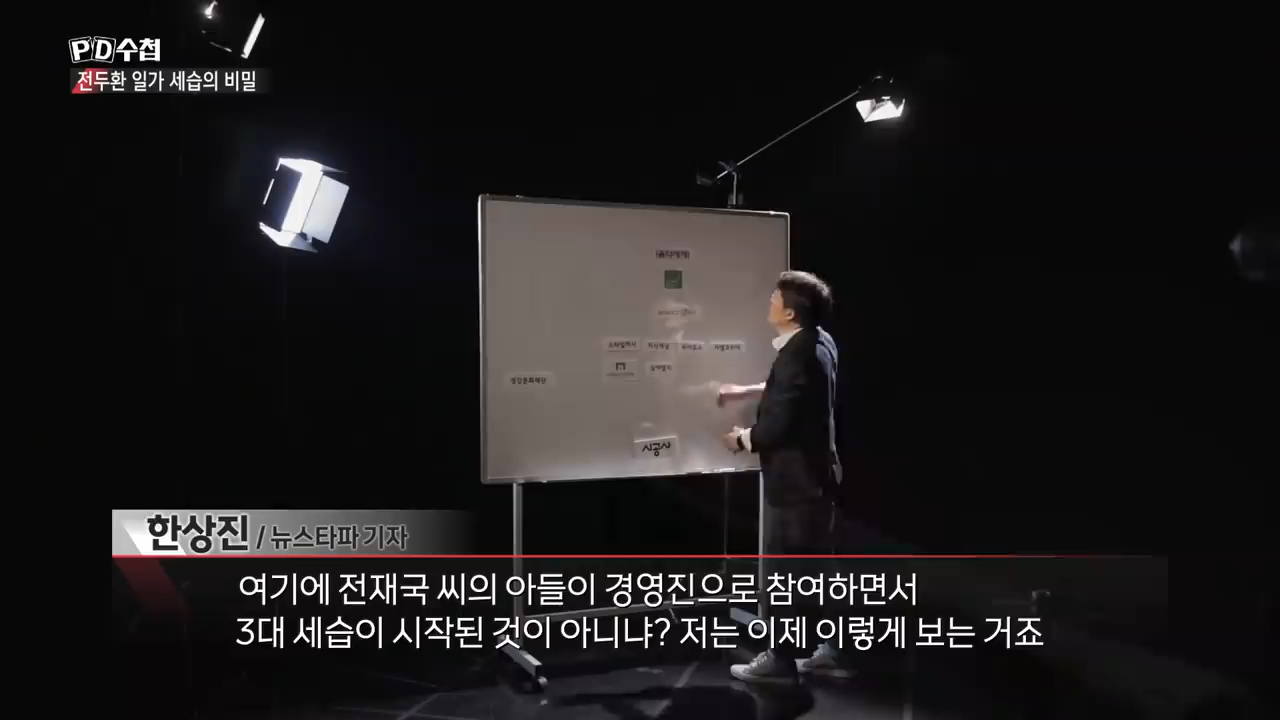 PD수첩
전두환 일가 세습의 비밀
시공사
한상진 / 뉴스타파 기자
여기에 전재국 씨의 아들이 경영진으로 참여하면서
3대 세습이 시작된 것이 아니냐? 저는 이제 이렇게 보는 거죠